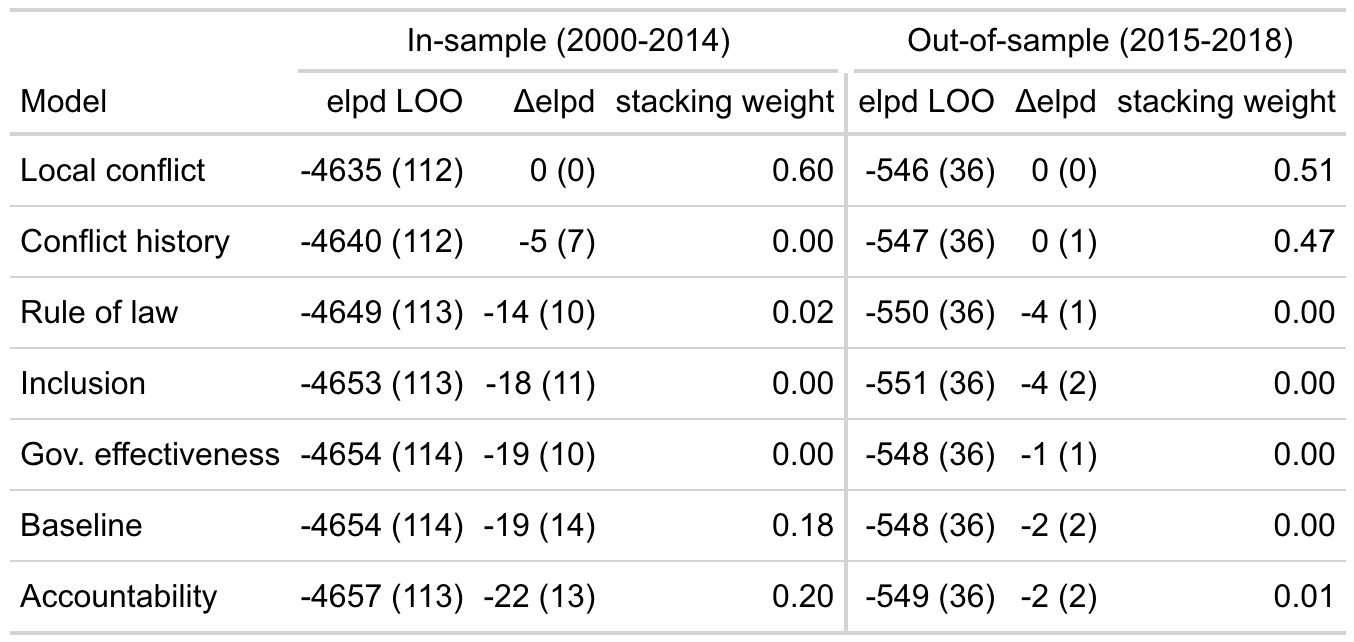 In-sample (2000-2014) Out-of-sample (2015-2018)
Model elpd LOO Δelpd stacking weight elpd LOO Δelpd stacking weight
Local conflict -4635 (112) 0 (0) 0.60 -546 (36) 0 (0) 0.51
Conflict history -4640 (112) -5 (7) 0.00 -547 (36) 0 (1) 0.47
Rule of law -4649 (113) -14 (10) 0.02 -550 (36) -4 (1) 0.00
Inclusion -4653 (113) -18 (11) 0.00 -551 (36) -4 (2) 0.00
Gov. effectiveness -4654 (114) -19 (10) 0.00 -548 (36) -1 (1) 0.00
Baseline -4654 (114) -19 (14) 0.18 -548 (36) -2 (2) 0.00
Accountability -4657 (113) -22 (13) 0.20 -549 (36) -2 (2) 0.01